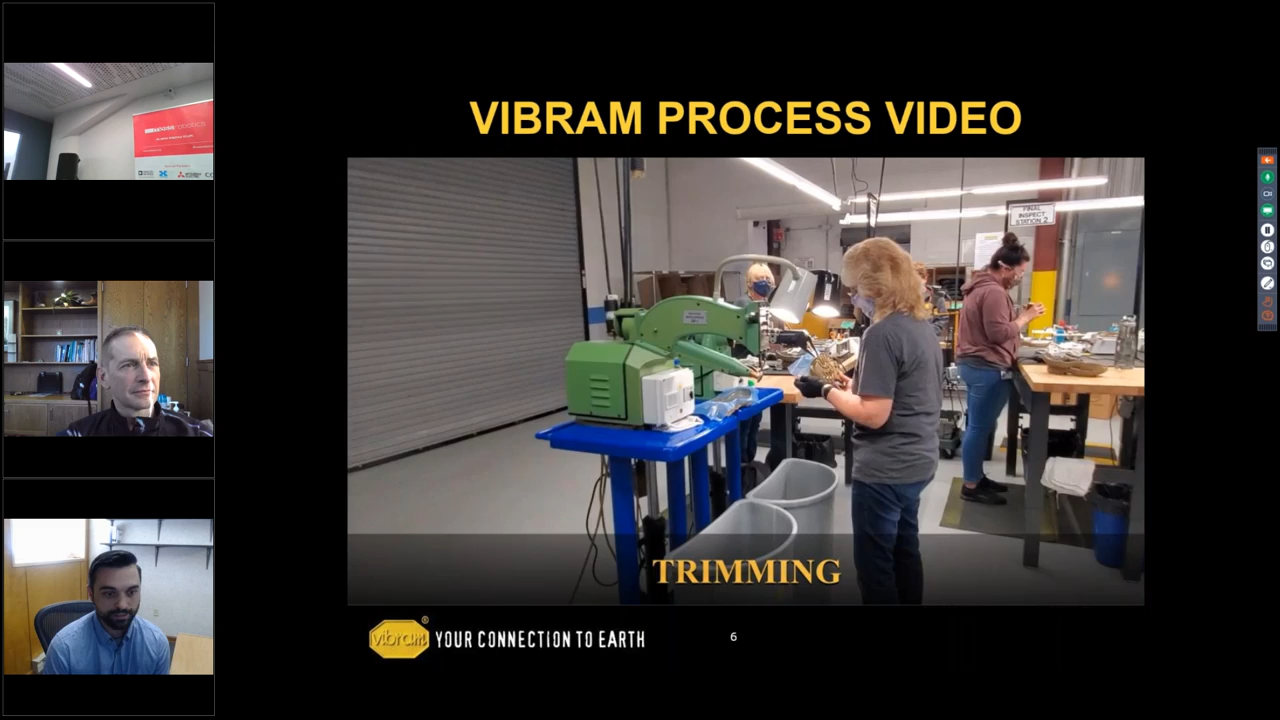 VIBRAM PROCESS VIDEO
FINAL
INSPECT
STATION 2
TRIMMING
vibram® YOUR CONNECTION TO EARTH
6